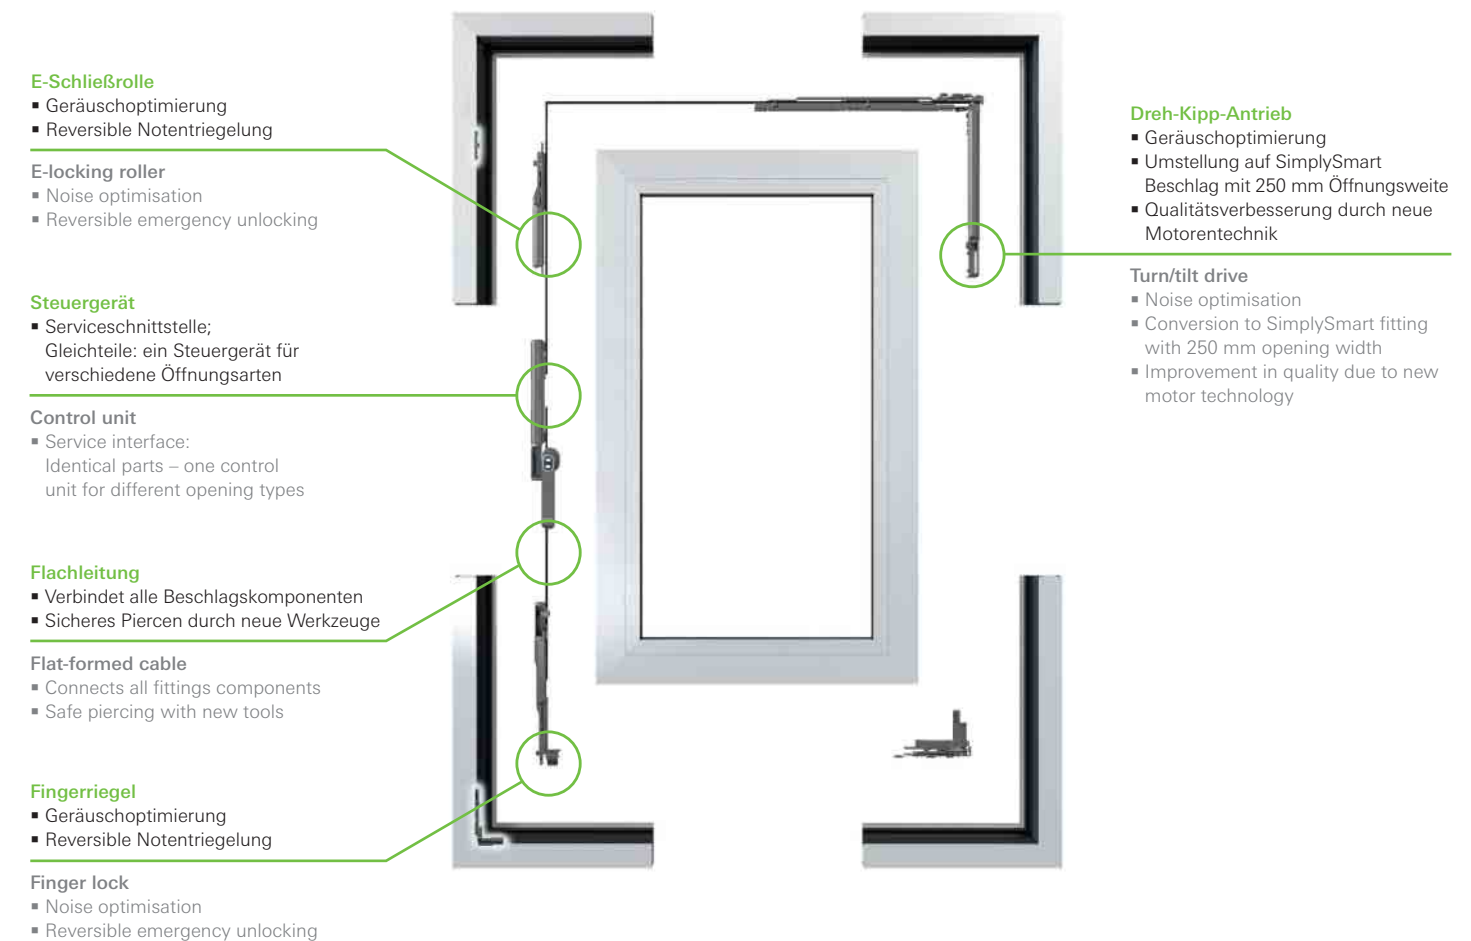 E-Schließrolle
▪ Geräuschoptimierung
▪ Reversible Notentriegelung
E-locking roller
▪ Noise optimisation
▪ Reversible emergency unlocking
Steuergerät
▪ Serviceschnittstelle;
Gleichteile: ein Steuergerät für
verschiedene Öffnungsarten
Control unit
▪ Service interface:
Identical parts – one control
unit for different opening types
Flachleitung
▪ Verbindet alle Beschlagskomponenten
▪ Sicheres Piercen durch neue Werkzeuge
Flat-formed cable
▪ Connects all fittings components
▪ Safe piercing with new tools
Fingerriegel
▪ Geräuschoptimierung
▪ Reversible Notentriegelung
Finger lock
▪ Noise optimisation
▪ Reversible emergency unlocking
Dreh-Kipp-Antrieb
▪ Geräuschoptimierung
▪ Umstellung auf SimplySmart
Beschlag mit 250 mm Öffnungsweite
▪ Qualitätsverbesserung durch neue
Motorentechnik
Turn/tilt drive
▪ Noise optimisation
▪ Conversion to SimplySmart fitting
with 250 mm opening width
▪ Improvement in quality due to new
motor technology